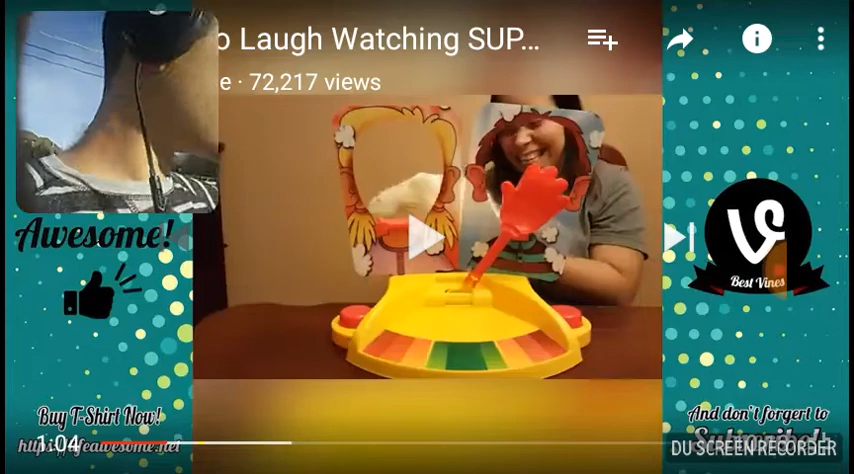 o Laugh Watching SUP...
e · 72,217 views
Awesome!
Best Vines
Buy T-Shirt Now!
And don't forgert to
1:04
DU SCREEN RECORDER